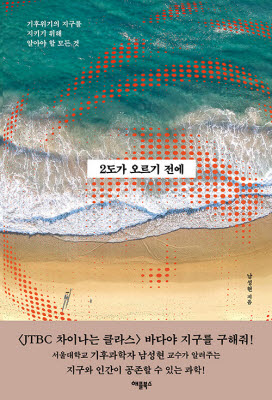 기후위기의 지구를
지키기 위해
알아야 할 모든 것
2도가 오르기 전에
남성현 지음
〈JTBC 차이나는 클라스〉 바다야 지구를 구해줘!
서울대학교 기후과학자 남성현 교수가 알려주는
지구와 인간이 공존할 수 있는 과학!
애플북스